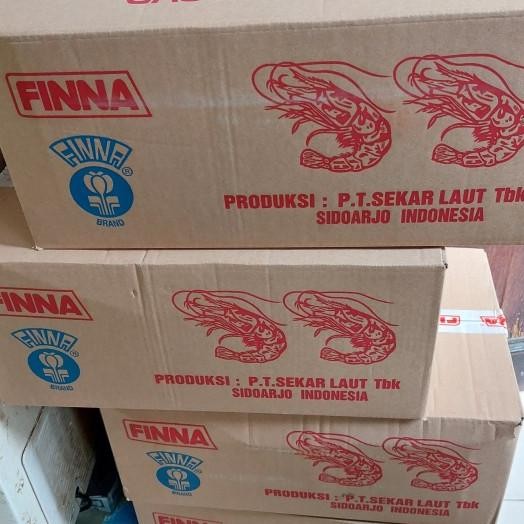 FINNA
FINNA
®
BRAND
PRODUKSI : P.T.SEKAR LAUT Tbk
SIDOARJO INDONESIA
FINNA
FINNA
®
BRAND
PRODUKSI : P.T.SEKAR LAUT Tbk
SIDOARJO INDONESIA
FINNA
FINNA
®
BRAND
PRODUKSI : P.T.SEKAR LAUT Tbk
SIDOARJO INDONESIA
FINNA